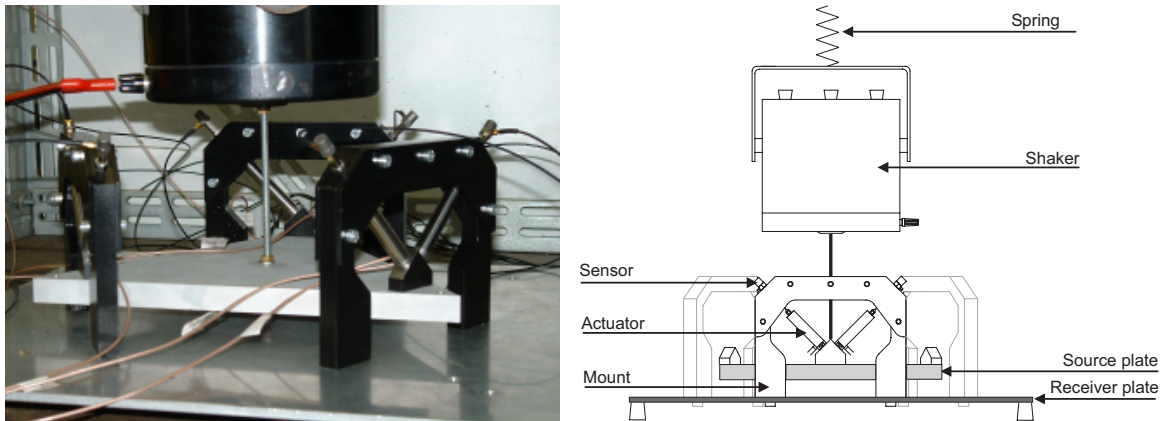 Spring
Shaker
Sensor
Actuator
Source plate
Mount
Receiver plate